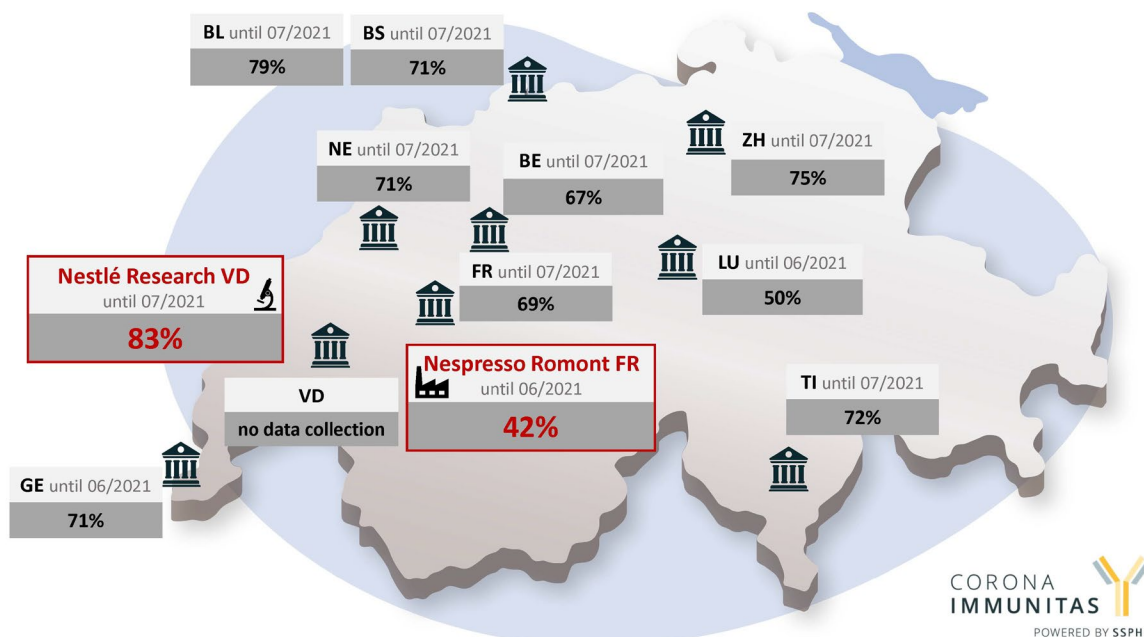 BL until 07/2021
79%
BS until 07/2021
71%
NE until 07/2021
71%
BE until 07/2021
67%
ZH until 07/2021
75%
Nestlé Research VD
until 07/2021
83%
FR until 07/2021
69%
LU until 06/2021
50%
VD
no data collection
Nespresso Romont FR
until 06/2021
42%
TI until 07/2021
72%
GE until 06/2021
71%
CORONA
IMMUNITAS
POWERED BY SSPH